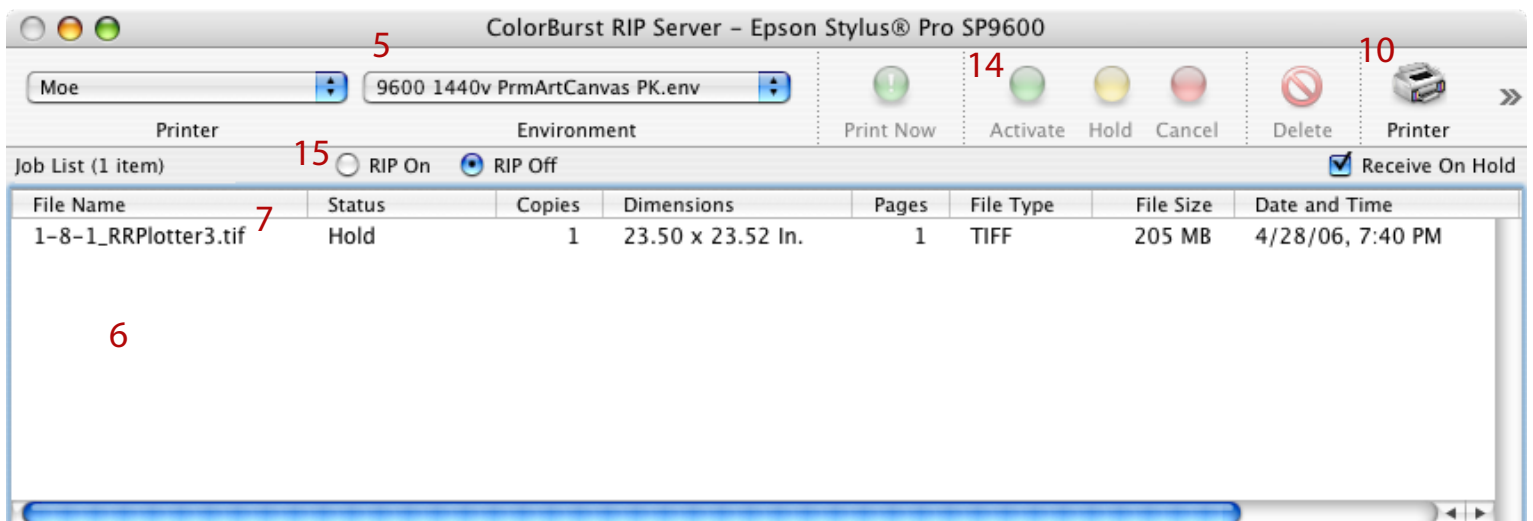 ColorBurst RIP Server – Epson Stylus® Pro SP9600
5
14
10
Moe
9600 1440v PrmArtCanvas PK.env
Printer
Environment
Print Now
Activate
Hold
Cancel
Delete
Printer
Job List (1 item)
15
RIP On
RIP Off
Receive On Hold
File Name Status Copies Dimensions Pages File Type File Size Date and Time
7
1-8-1_RRPlotter3.tif Hold 1 23.50 x 23.52 In. 1 TIFF 205 MB 4/28/06, 7:40 PM
6